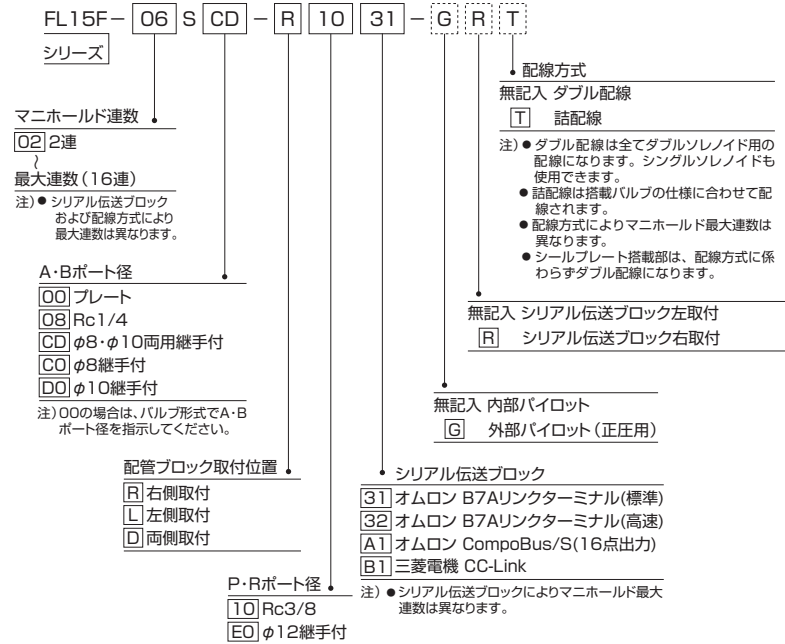 FL15F－06 S CD－R 10 31－G R T
シリーズ
配線方式
無記入 ダブル配線
T 詰配線
注）● ダブル配線は全てダブルソレノイド用の
配線になります。シングルソレノイドも
使用できます。
● 詰配線は搭載バルブの仕様に合わせて配
線されます。
● 配線方式によりマニホールド最大連数は
異なります。
● シールプレート搭載部は、配線方式に係
わらずダブル配線になります。
マニホールド連数
02 2連
～
最大連数（16連）
注）● シリアル伝送ブロック
および配線方式により
最大連数は異なります。
A・Bポート径
00 プレート
08 Rc1/4
CD φ8・φ10両用継手付
C0 φ8継手付
D0 φ10継手付
注）00の場合は、バルブ形式でA・B
ポート径を指示してください。
無記入 シリアル伝送ブロック左取付
R シリアル伝送ブロック右取付
無記入 内部パイロット
G 外部パイロット（正圧用）
配管ブロック取付位置
R 右側取付
L 左側取付
D 両側取付
シリアル伝送ブロック
31 オムロン B7Aリンクターミナル(標準)
32 オムロン B7Aリンクターミナル(高速)
A1 オムロン CompoBus/S(16点出力)
B1 三菱電機 CC-Link
注）● シリアル伝送ブロックによりマニホールド最大
連数は異なります。
P・Rポート径
10 Rc3/8
E0 φ12継手付